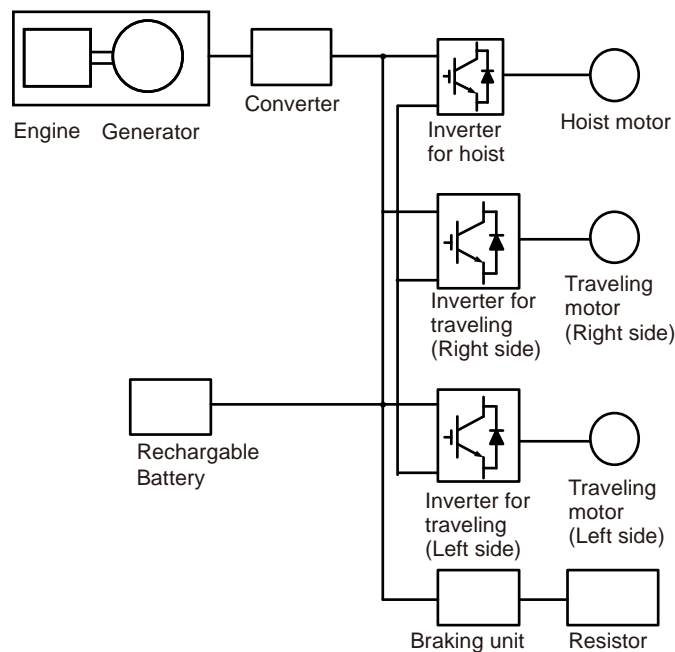 Engine Generator
Converter
Inverter
for hoist
Hoist motor
Inverter for
traveling
(Right side)
Traveling
motor
(Right side)
Rechargable
Battery
Inverter for
traveling
(Left side)
Traveling
motor
(Left side)
Braking unit
Resistor